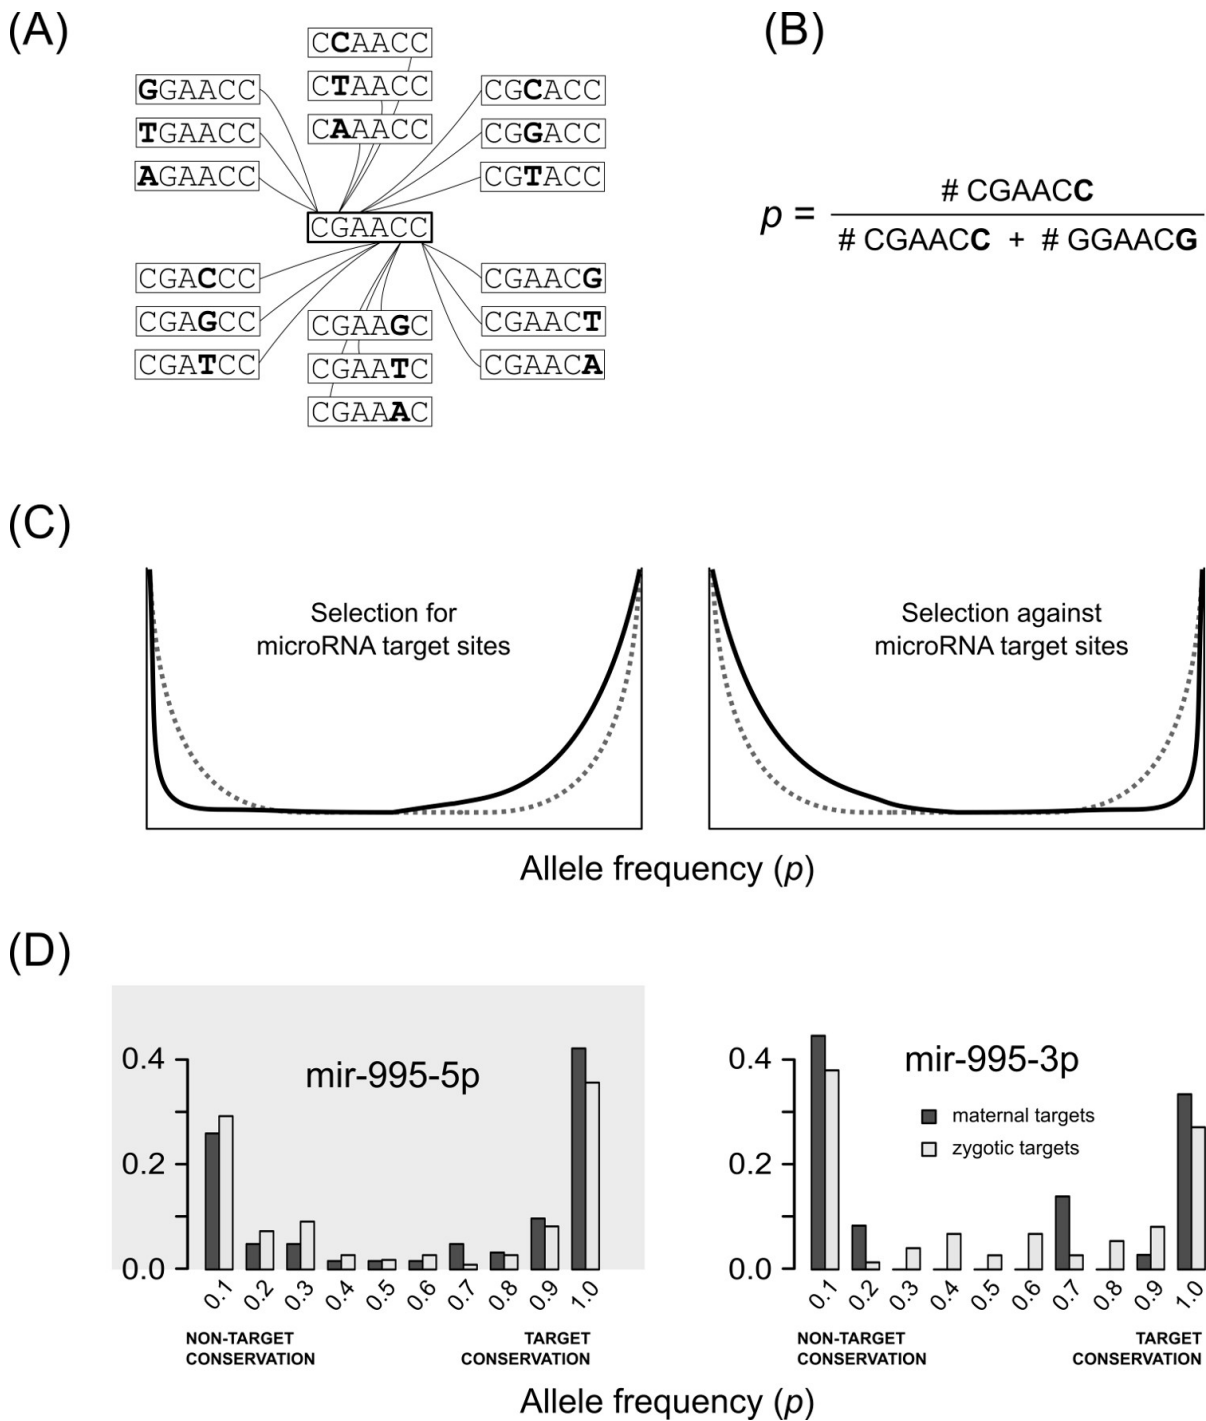 (A)
CCAACC
CTAACC
CAAACC
GGAACC
TGAACC
AGAACC
CGCACC
CGGACC
CGTACC
CGAACC
CGACCC
CGAGCC
CGATCC
CGAAGC
CGAATC
CGAAAC
CGAACG
CGAACT
CGAACA
(B)
p =
# CGAACC
# CGAACC + # GGAACG
(C)
Selection for
microRNA target sites
Selection against
microRNA target sites
Allele frequency (p)
(D)
mir-995-5p
0.4
0.2
0.0
0.1 0.2 0.3 0.4 0.5 0.6 0.7 0.8 0.9 1.0
NON-TARGET
CONSERVATION
TARGET
CONSERVATION
mir-995-3p
maternal targets
zygotic targets
0.4
0.2
0.0
0.1 0.2 0.3 0.4 0.5 0.6 0.7 0.8 0.9 1.0
NON-TARGET
CONSERVATION
TARGET
CONSERVATION
Allele frequency (p)